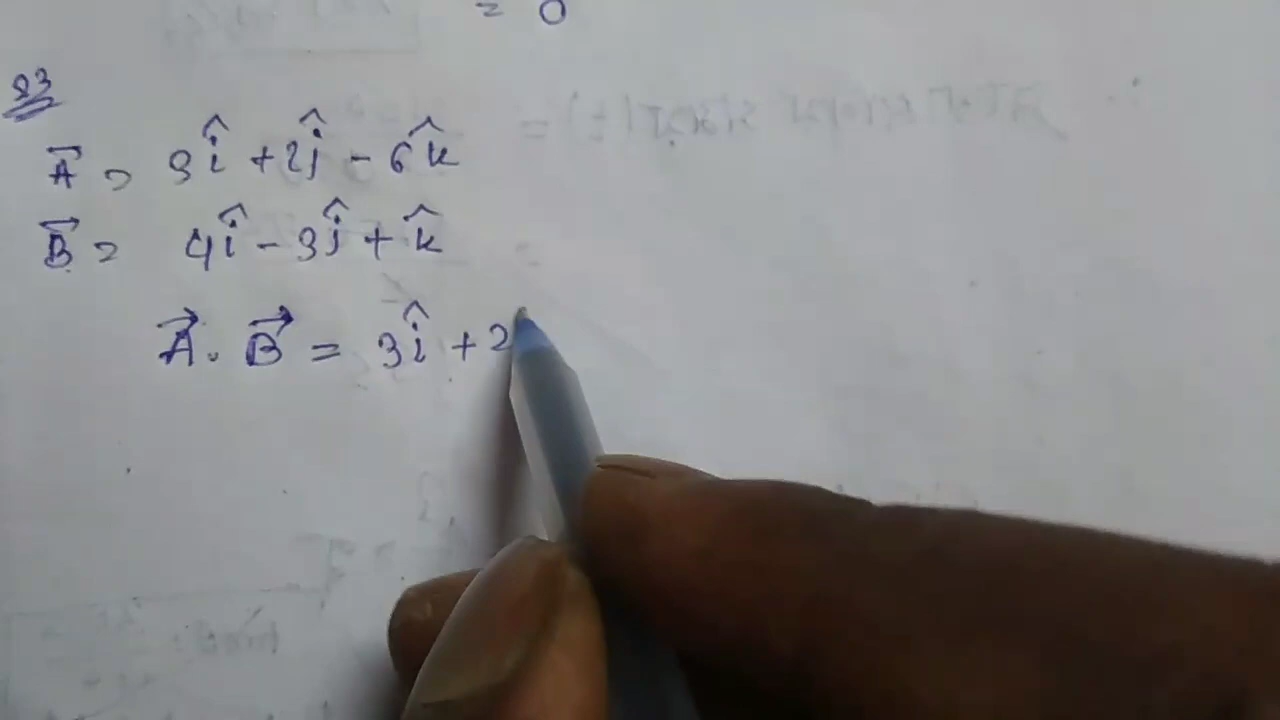 = 0
23
A⃗ = 3î + 2ĵ - 6k̂
B⃗ = 4î - 3ĵ + k̂
A⃗ . B⃗ = 3î + 2